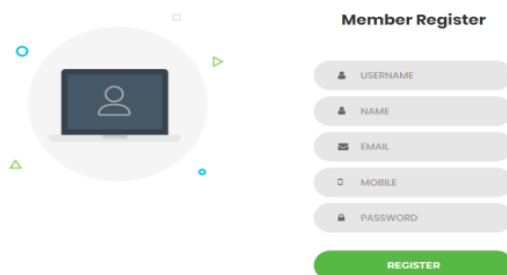 Member Register
USERNAME
NAME
EMAIL
MOBILE
PASSWORD
REGISTER